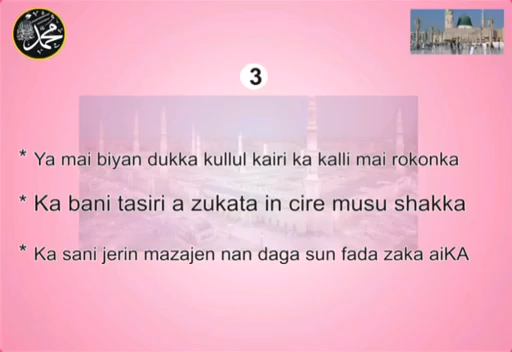 محمد
3
* Ya mai biyan dukka kullul kairi ka kalli mai rokonka
* Ka bani tasiri a zukata in cire musu shakka
* Ka sani jerin mazajen nan daga sun fada zaka aiKA